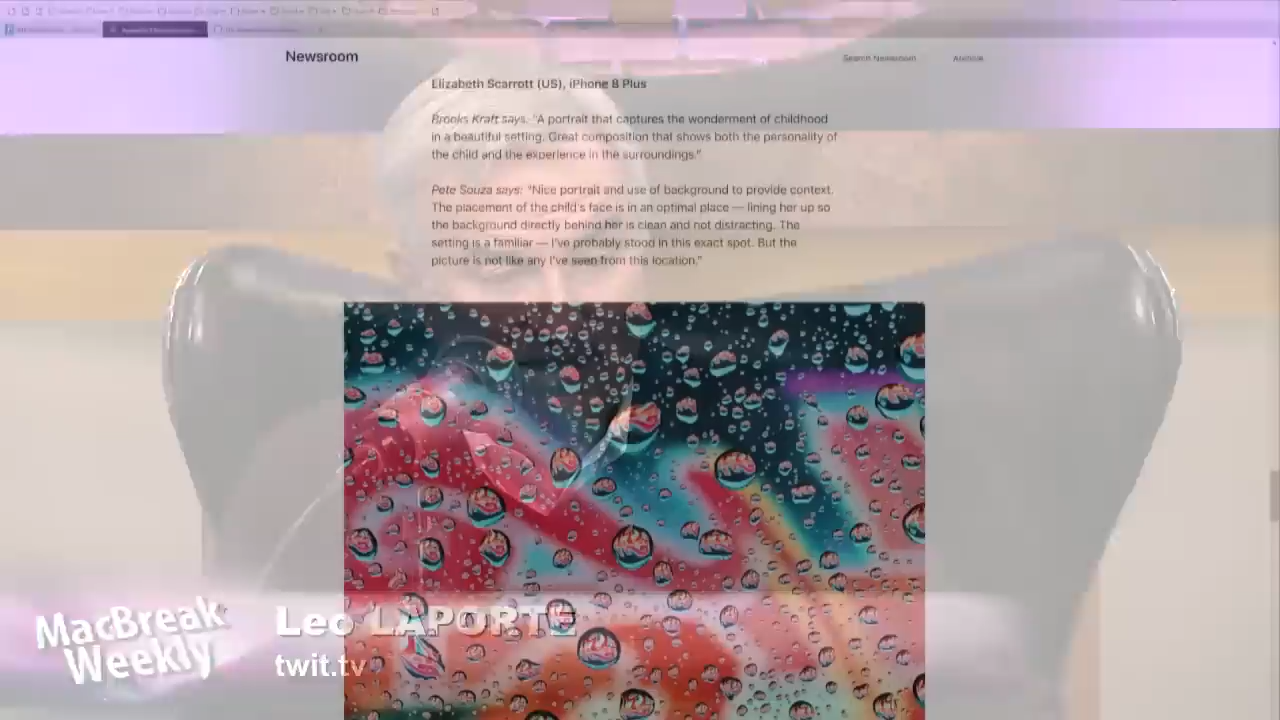 Newsroom
Search Newsroom
Archive
Elizabeth Scarrott (US), iPhone 8 Plus
Brooks Kraft says: "A portrait that captures the wonderment of childhood
in a beautiful setting. Great composition that shows both the personality of
the child and the experience in the surroundings."
Pete Souza says: "Nice portrait and use of background to provide context.
The placement of the child's face is in an optimal place — lining her up so
the background directly behind her is clean and not distracting. The
setting is a familiar — I've probably stood in this exact spot. But the
picture is not like any I've seen from this location."
MacBreak
Weekly
Leo LAPORTE
twit.tv